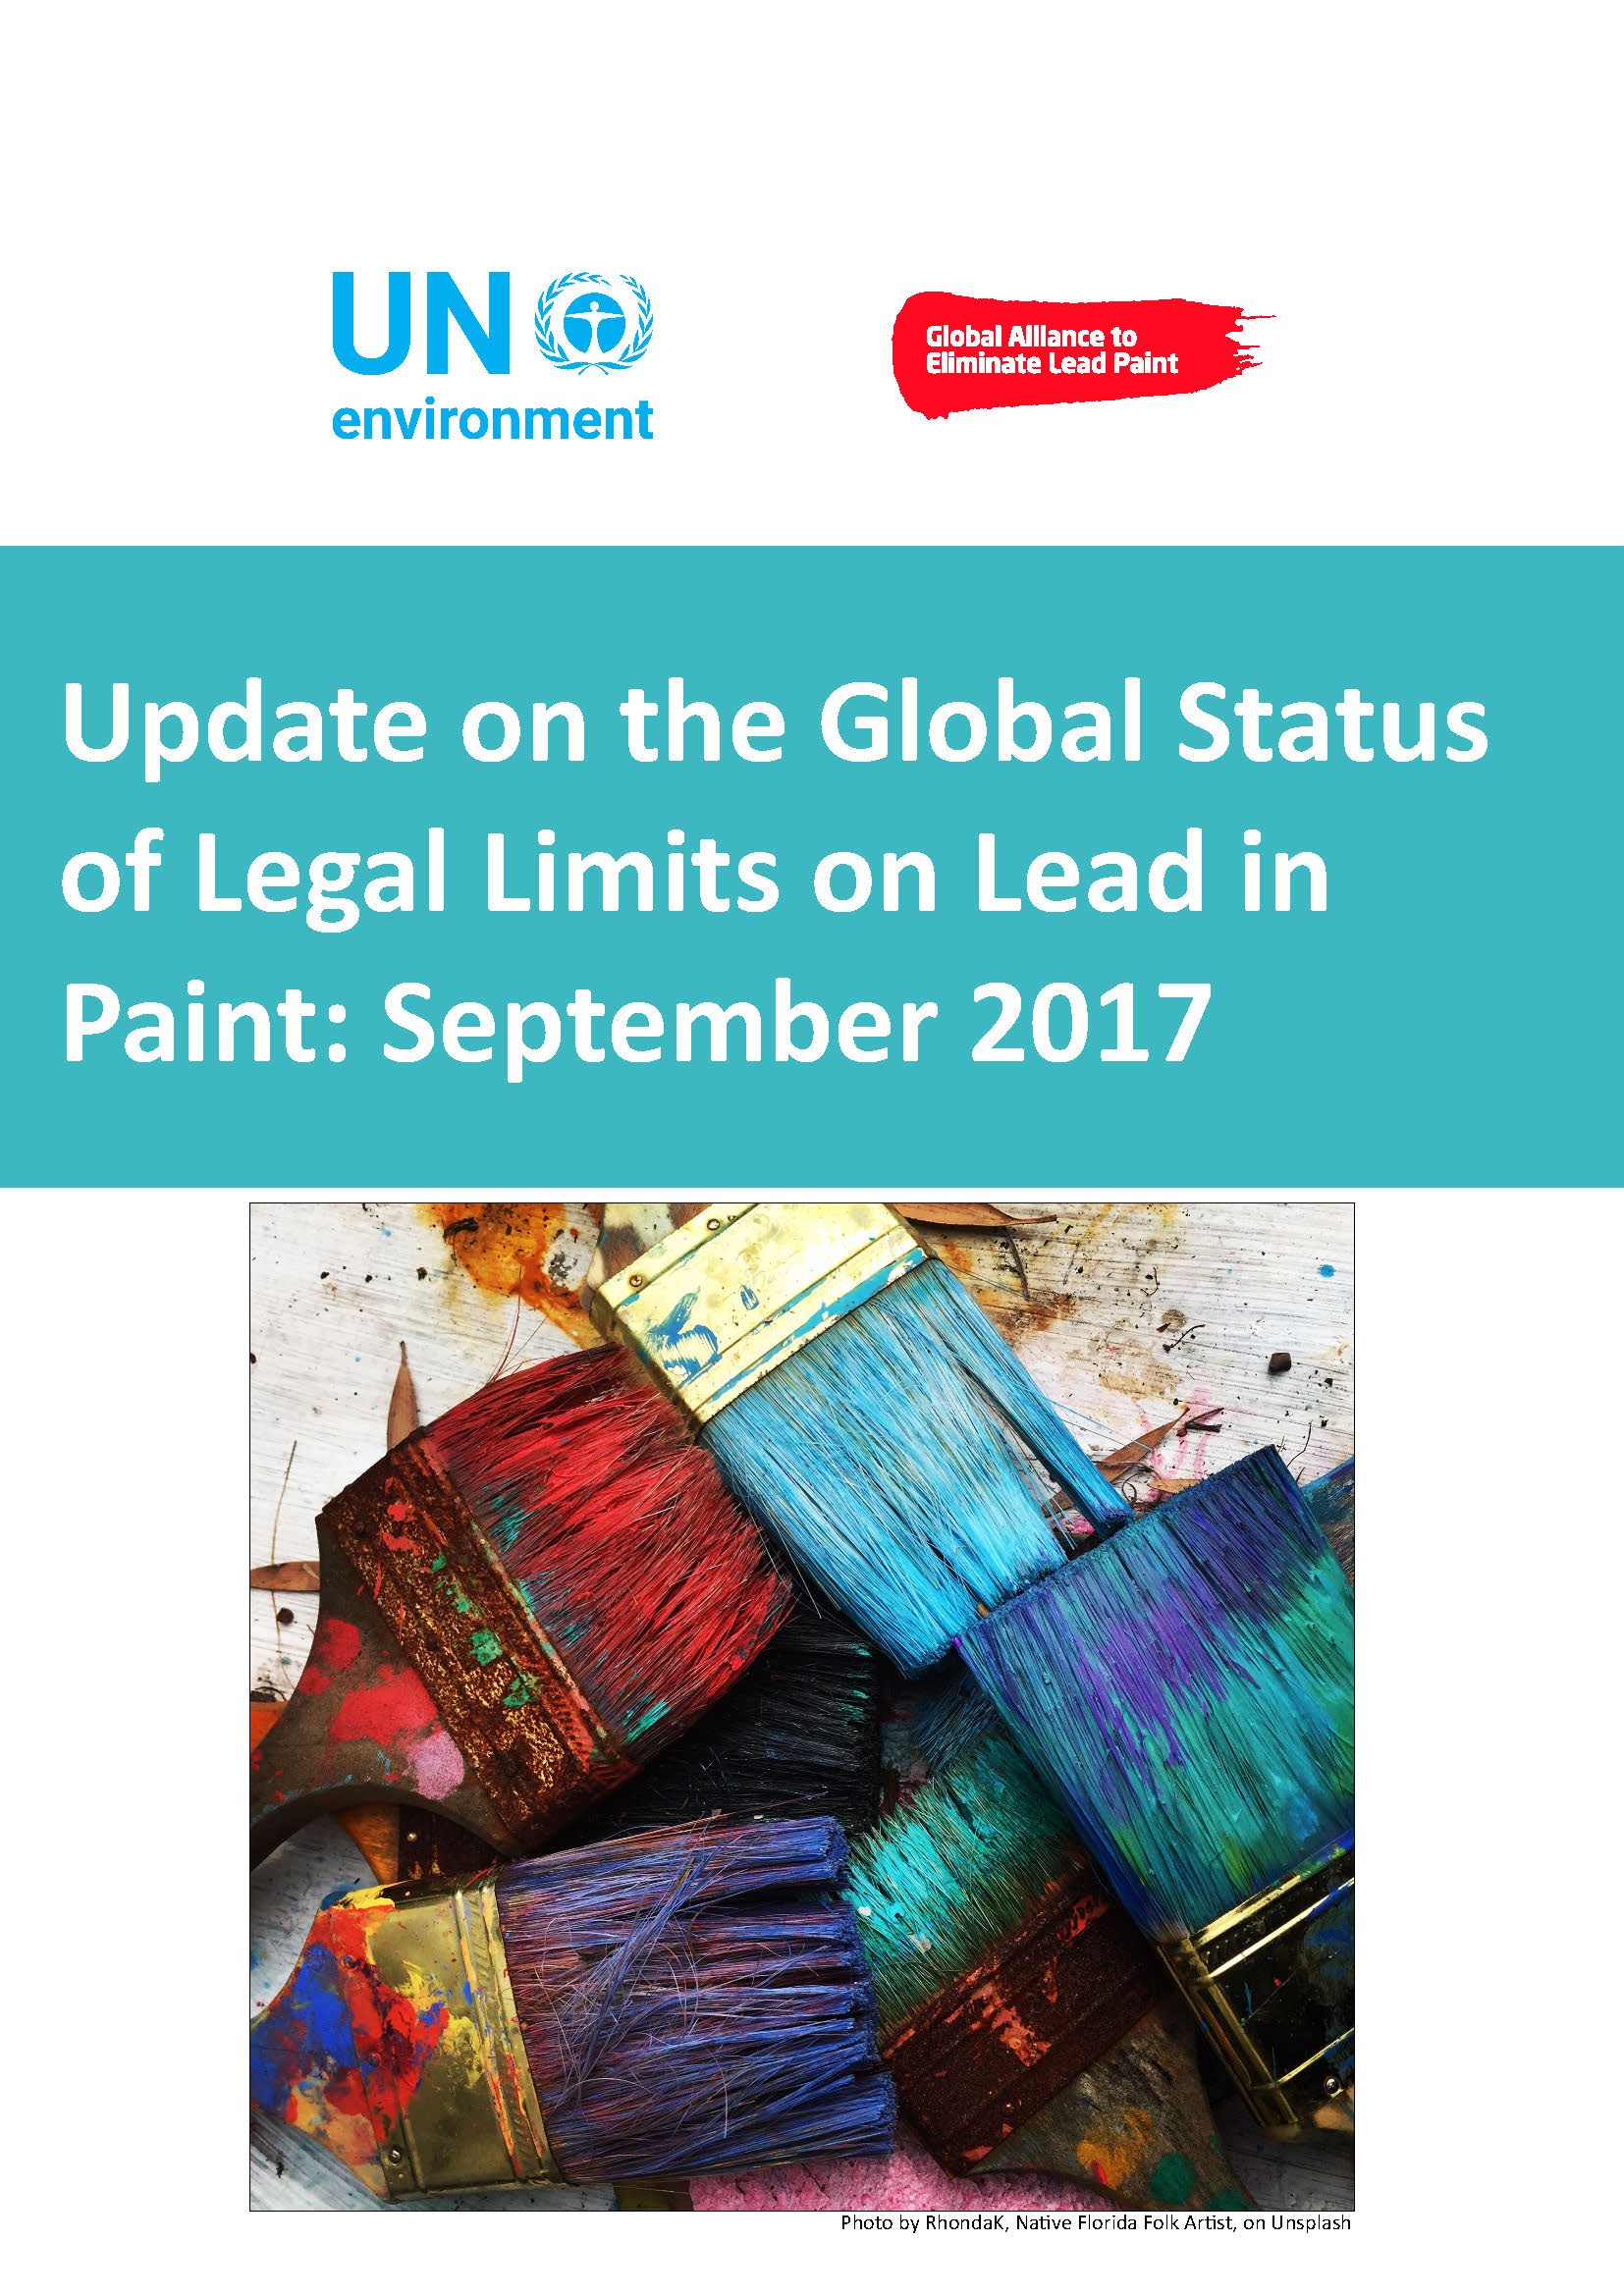 UN
environment
Global Alliance to
Eliminate Lead Paint
Update on the Global Status
of Legal Limits on Lead in
Paint: September 2017
Photo by RhondaK, Native Florida Folk Artist, on Unsplash